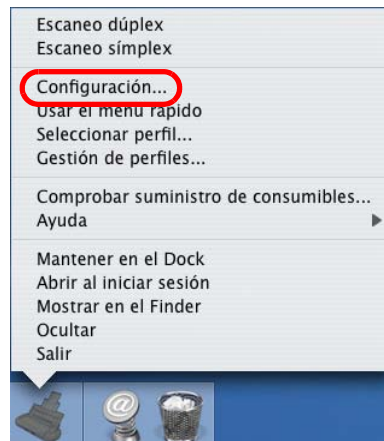 Escaneo dúplex
Escaneo símplex
Configuración...
Usar el menú rápido
Seleccionar perfil...
Gestión de perfiles...
Comprobar suministro de consumibles...
Ayuda
Mantener en el Dock
Abrir al iniciar sesión
Mostrar en el Finder
Ocultar
Salir
@